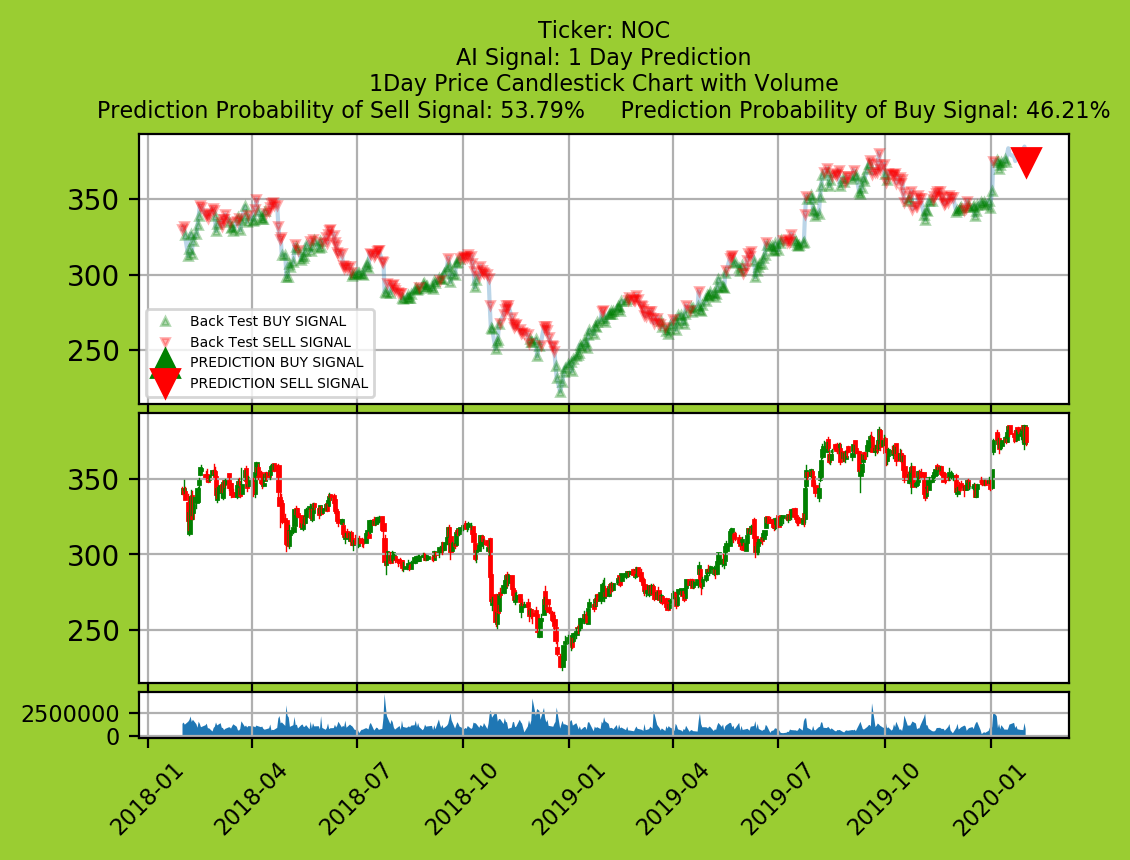 Ticker: NOC
AI Signal: 1 Day Prediction
1Day Price Candlestick Chart with Volume
Prediction Probability of Sell Signal: 53.79% Prediction Probability of Buy Signal: 46.21%
350
300
250
Back Test BUY SIGNAL
Back Test SELL SIGNAL
PREDICTION BUY SIGNAL
PREDICTION SELL SIGNAL
350
300
250
2500000
0
2018-01 2018-04 2018-07 2018-10 2019-01 2019-04 2019-07 2019-10 2020-01